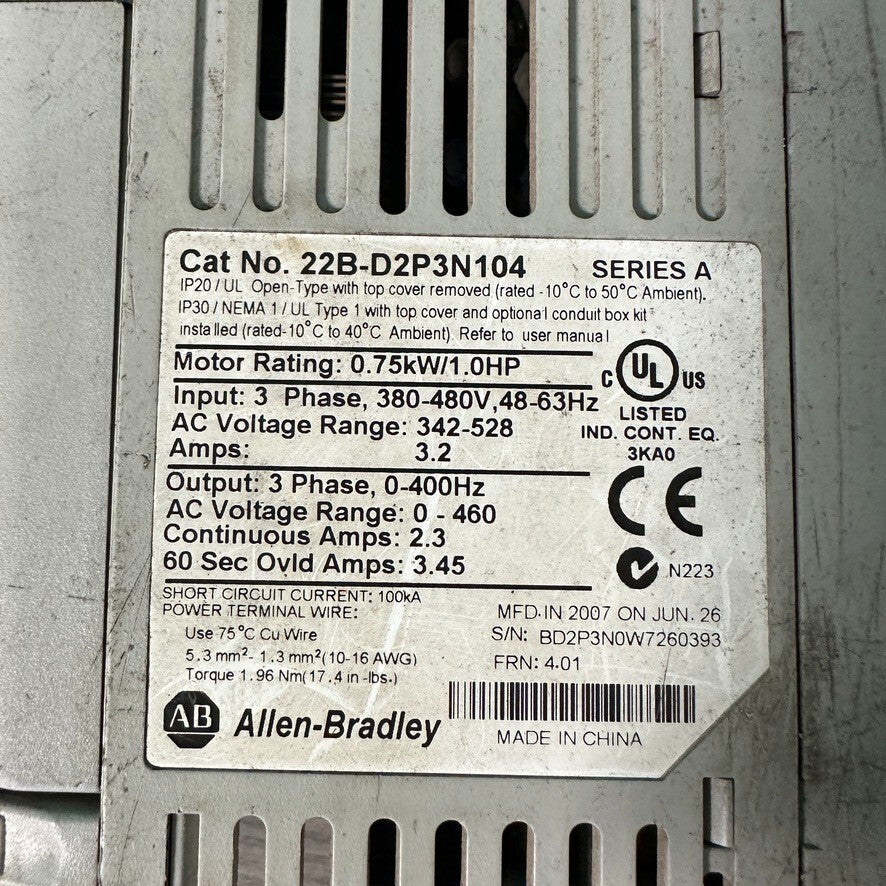 Cat No. 22B-D2P3N104 SERIES A
IP20 / UL Open-Type with top cover removed (rated -10°C to 50°C Ambient).
IP30 / NEMA 1 / UL Type 1 with top cover and optional conduit box kit
installed (rated-10°C to 40°C Ambient). Refer to user manual
Motor Rating: 0.75kW/1.0HP
Input: 3 Phase, 380-480V,48-63Hz
AC Voltage Range: 342-528
Amps: 3.2
C UL US
LISTED
IND. CONT. EQ.
3KA0
Output: 3 Phase, 0-400Hz
AC Voltage Range: 0 - 460
Continuous Amps: 2.3
60 Sec Ovld Amps: 3.45
CE
N223
SHORT CIRCUIT CURRENT: 100kA
POWER TERMINAL WIRE:
Use 75°C Cu Wire
5.3 mm²- 1.3 mm²(10-16 AWG)
Torque 1.96 Nm(17.4 in -lbs.)
MFD. IN 2007 ON JUN. 26
S/N: BD2P3N0W7260393
FRN: 4.01
AB Allen-Bradley
MADE IN CHINA